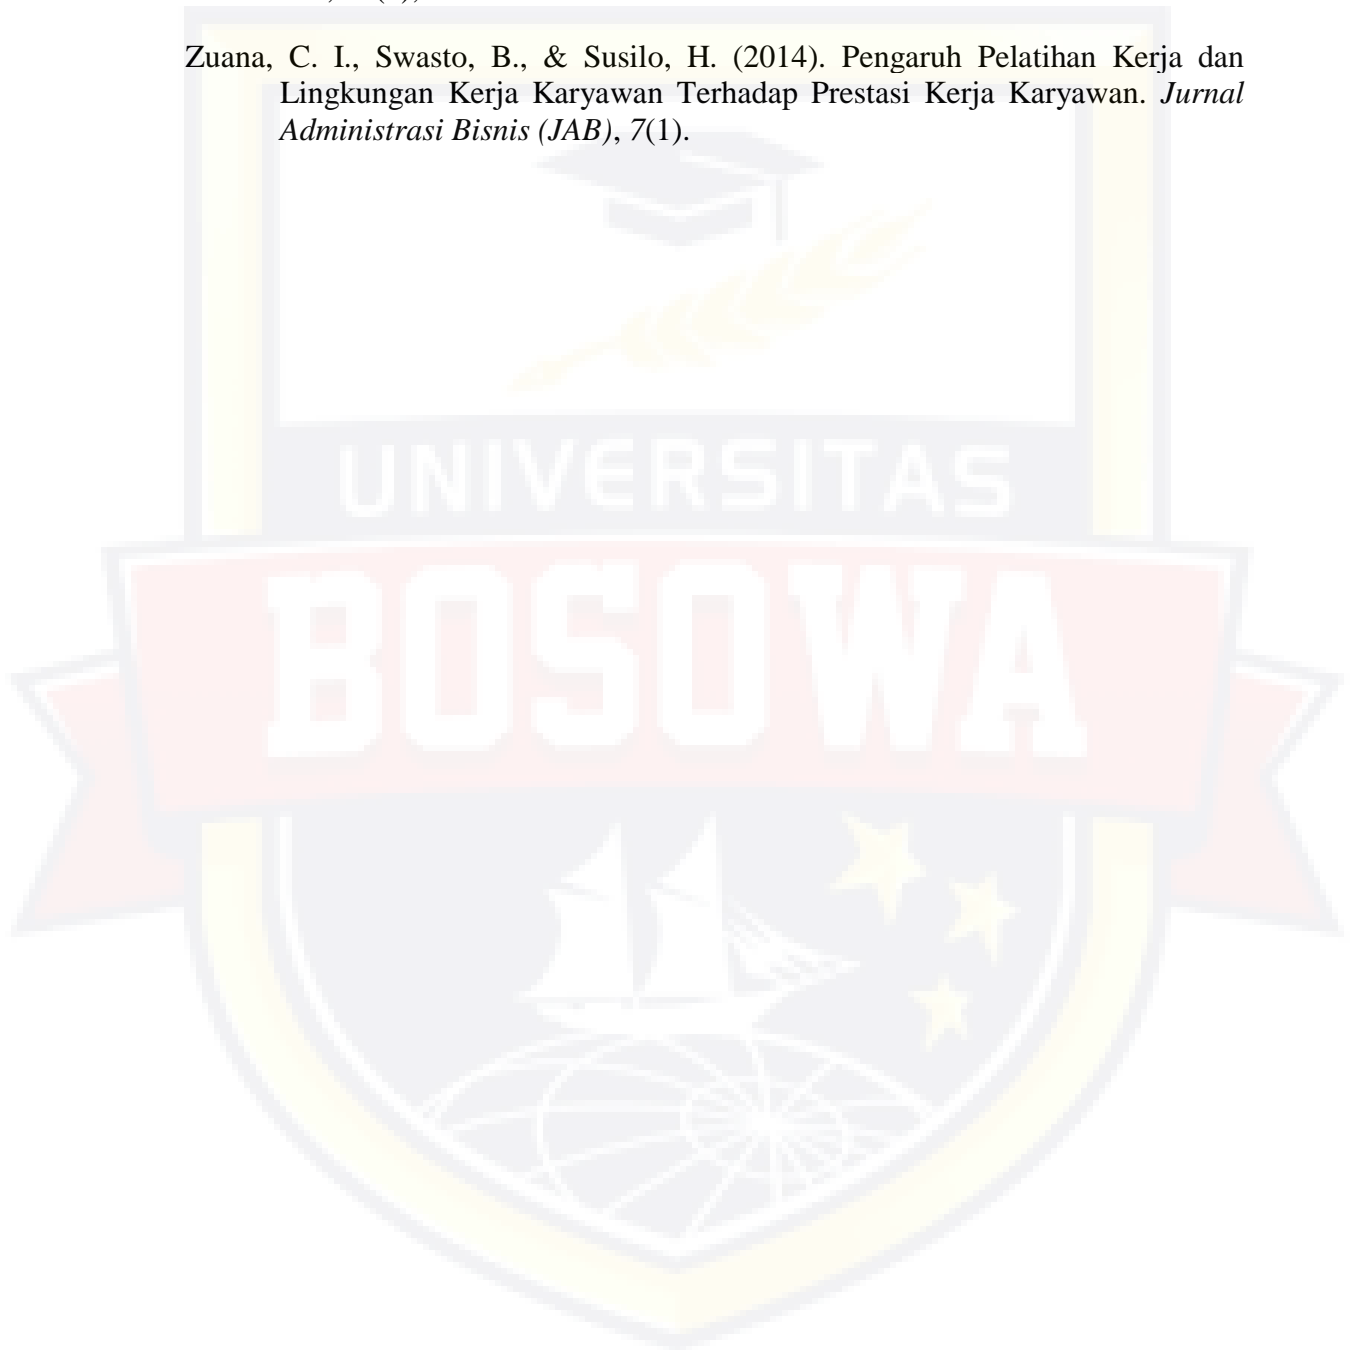 Zuana, C. I., Swasto, B., & Susilo, H. (2014). Pengaruh Pelatihan Kerja dan
Lingkungan Kerja Karyawan Terhadap Prestasi Kerja Karyawan. Jurnal
Administrasi Bisnis (JAB), 7(1).
UNIVERSITAS
BOSOWA